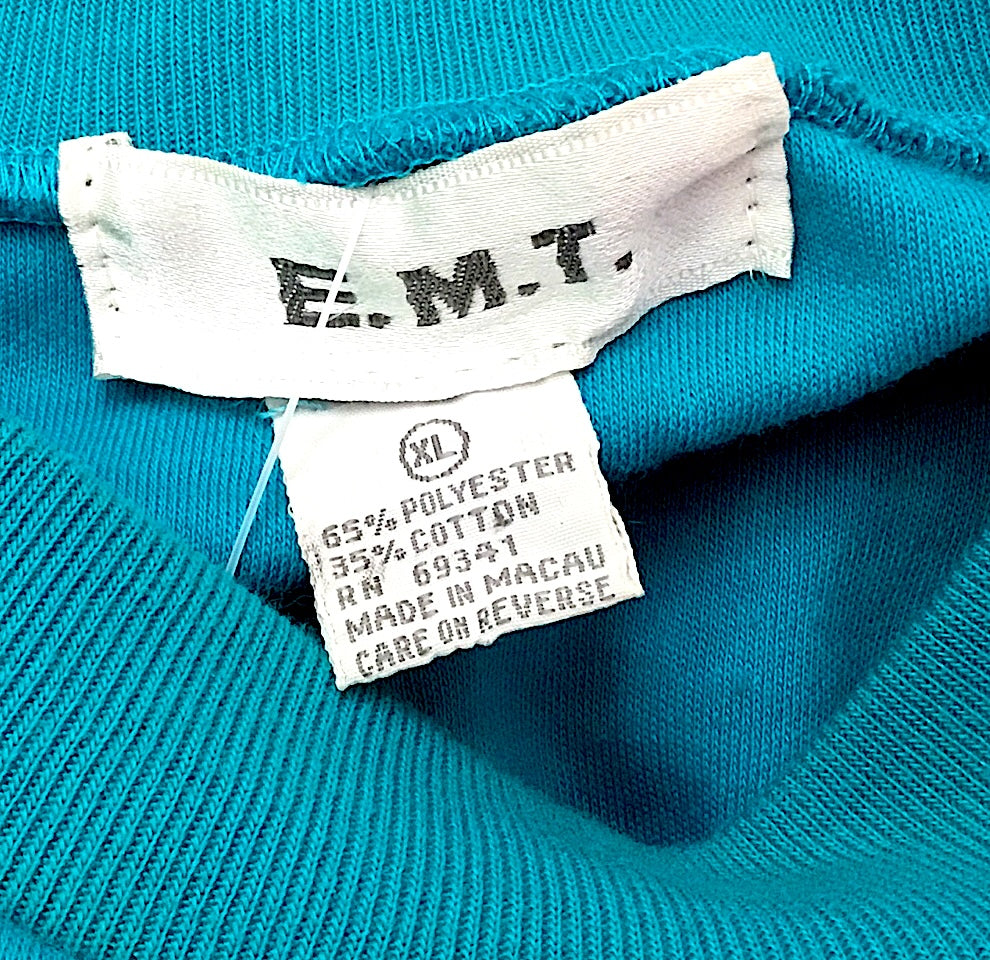 E.M.T.
XL
65% POLYESTER
35% COTTON
RN 69341
MADE IN MACAU
CARE ON REVERSE